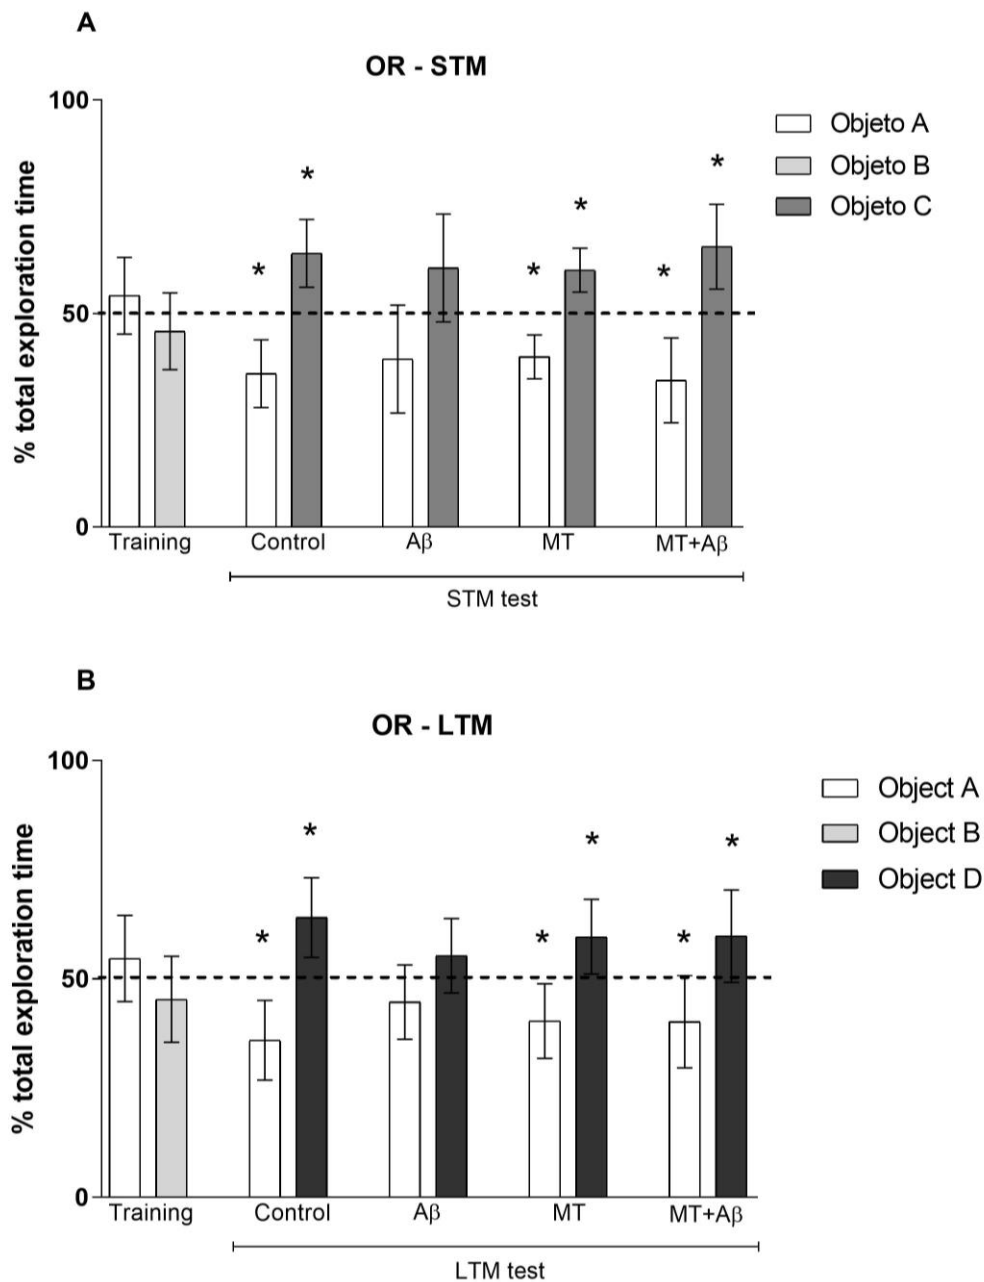 A
OR - STM
100
50
0
% total exploration time
* * * * * *
Objeto A
Objeto B
Objeto C
Training Control Aβ MT MT+Aβ
STM test
B
OR - LTM
100
50
0
% total exploration time
* * * * * *
Object A
Object B
Object D
Training Control Aβ MT MT+Aβ
LTM test